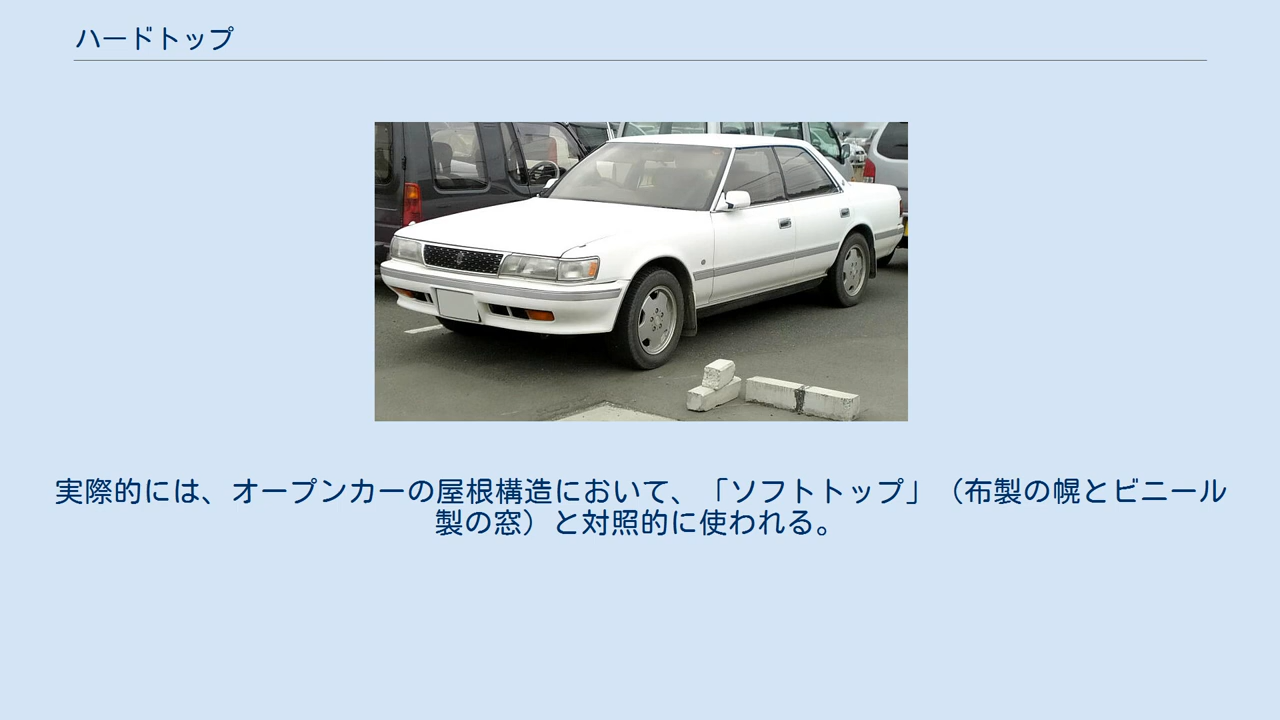 ハードトップ
実際的には、オープンカーの屋根構造において、「ソフトトップ」（布製の幌とビニール
製の窓）と対照的に使われる。